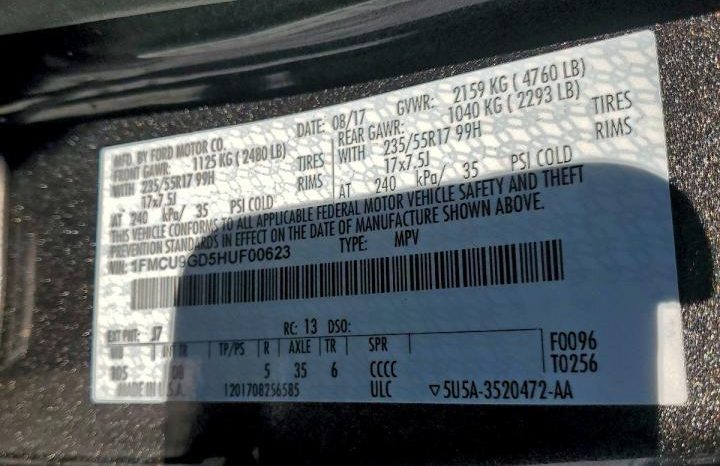 MFD. BY FORD MOTOR CO.
DATE: 08/17 GVWR: 2159 KG ( 4760 LB)
FRONT GAWR: 1125 KG ( 2480 LB)
REAR GAWR: 1040 KG ( 2293 LB)
WITH 235/55R17 99H TIRES
WITH 235/55R17 99H TIRES
17x7.5J RIMS
17x7.5J RIMS
AT 240 kPa/ 35 PSI COLD
AT 240 kPa/ 35 PSI COLD
THIS VEHICLE CONFORMS TO ALL APPLICABLE FEDERAL MOTOR VEHICLE SAFETY AND THEFT
PREVENTION STANDARDS IN EFFECT ON THE DATE OF MANUFACTURE SHOWN ABOVE.
VIN: 1FMCU9GD5HUF00623 TYPE: MPV
EXT PNT: J7 RC: 13 DSO:
WB INT TR TP/PS R AXLE TR SPR F0096
105 5 35 6 CCCC T0256
MADE IN U.S.A. 1201708256585 ULC ▽5U5A-3520472-AA